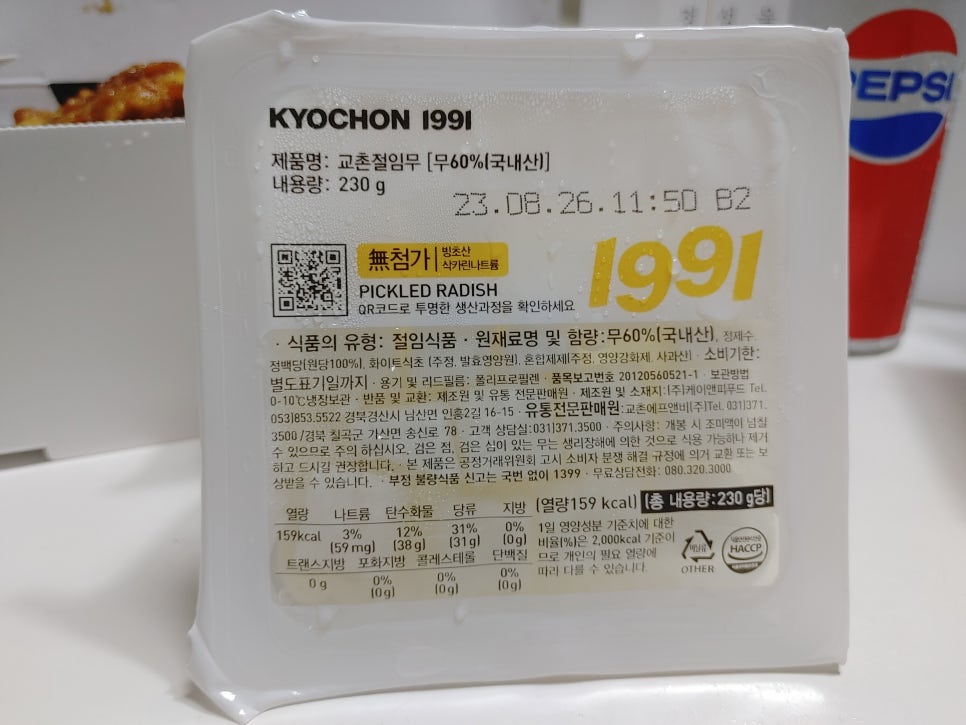 KYOCHON 1991
제품명: 교촌절임무 [무60%(국내산)]
내용량: 230 g
23.08.26.11:50 B2
無첨가 | 빙초산
삭카린나트륨
1991
PICKLED RADISH
QR코드로 투명한 생산과정을 확인하세요
· 식품의 유형: 절임식품 · 원재료명 및 함량:무60%(국내산), 정제수,
정백당(원당100%), 화이트식초 (주정, 발효영양원), 혼합제제(주정, 영양강화제, 사과산) · 소비기한:
별도표기일까지 · 용기 및 리드필름: 폴리프로필렌 · 품목보고번호 20120560521-1 · 보관방법
0-10℃냉장보관 · 반품 및 교환: 제조원 및 유통 전문판매원 · 제조원 및 소재지:(주)케이앤피푸드 Tel.
053)853.5522 경북경산시 남산면 인흥2길 16-15 · 유통전문판매원:교촌에프앤비(주)Tel. 031)371.
3500 /경북 칠곡군 가산면 송신로 78 · 고객 상담실:031)371.3500 · 주의사항: 개봉 시 조미액이 넘칠
수 있으므로 주의 하십시오. 검은 점, 검은 심이 있는 무는 생리장해에 의한 것으로 식용 가능하나 제거
하고 드시길 권장합니다. · 본 제품은 공정거래위원회 고시 소비자 분쟁 해결 규정에 의거 교환 또는 보
상받을 수 있습니다. · 부정 불량식품 신고는 국번 없이 1399 · 무료상담전화: 080.320.3000
열량 나트륨 탄수화물 당류 지방 (열량159 kcal) (총 내용량:230 g당)
159kcal 3% 12% 31% 0%
(59 mg) (38 g) (31 g) (0 g)
트랜스지방 포화지방 콜레스테롤 단백질
0 g 0% 0% 0%
(0 g) (0 g) (0 g)
1일 영양성분 기준치에 대한
비율(%)은 2,000kcal 기준이
므로 개인의 필요 열량에
따라 다를 수 있습니다.
비닐류
OTHER
HACCP
PEPSI